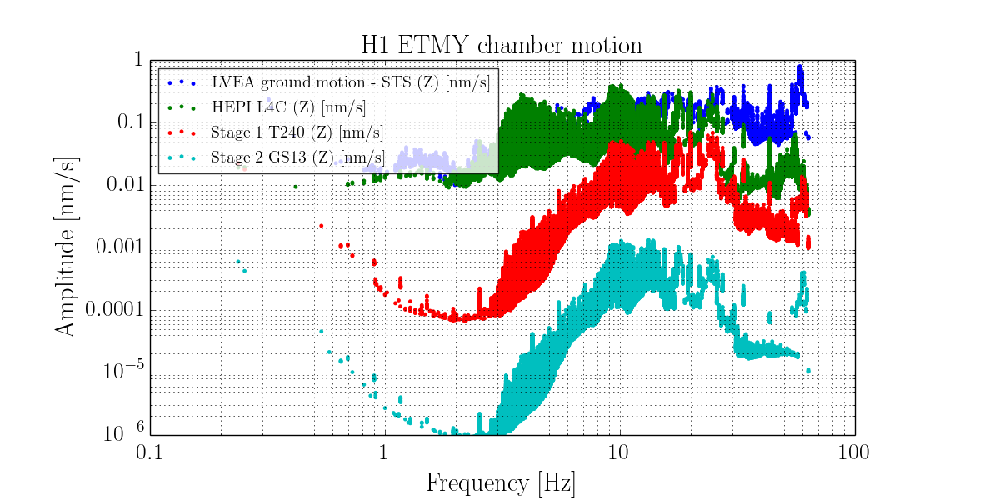 H1 ETMY chamber motion
LVEA ground motion - STS (Z) [nm/s]
HEPI L4C (Z) [nm/s]
Stage 1 T240 (Z) [nm/s]
Stage 2 GS13 (Z) [nm/s]
Amplitude [nm/s]
1
0.1
0.01
0.001
0.0001
10⁻⁵
10⁻⁶
0.1 1 10 100
Frequency [Hz]